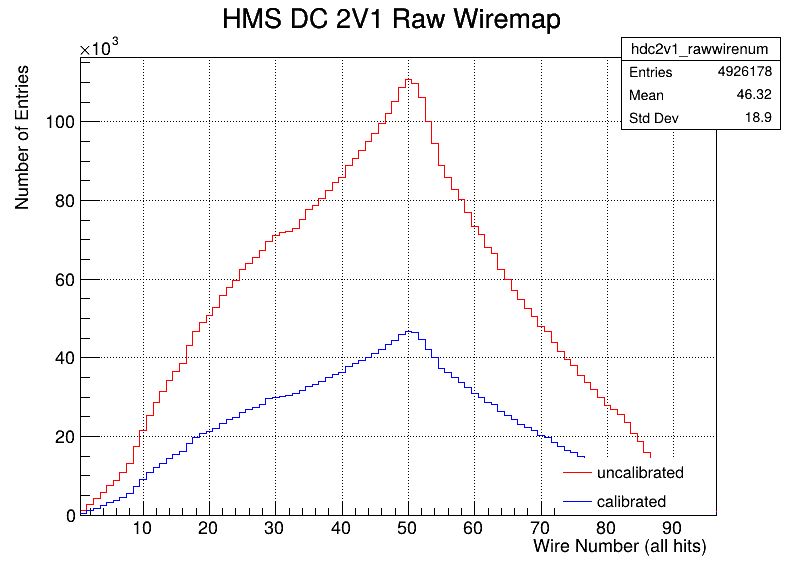 HMS DC 2V1 Raw Wiremap
×10³
hdc2v1_rawwirenum
Entries 4926178
Mean 46.32
Std Dev 18.9
Number of Entries
100
80
60
40
20
0
uncalibrated
calibrated
10 20 30 40 50 60 70 80 90
Wire Number (all hits)